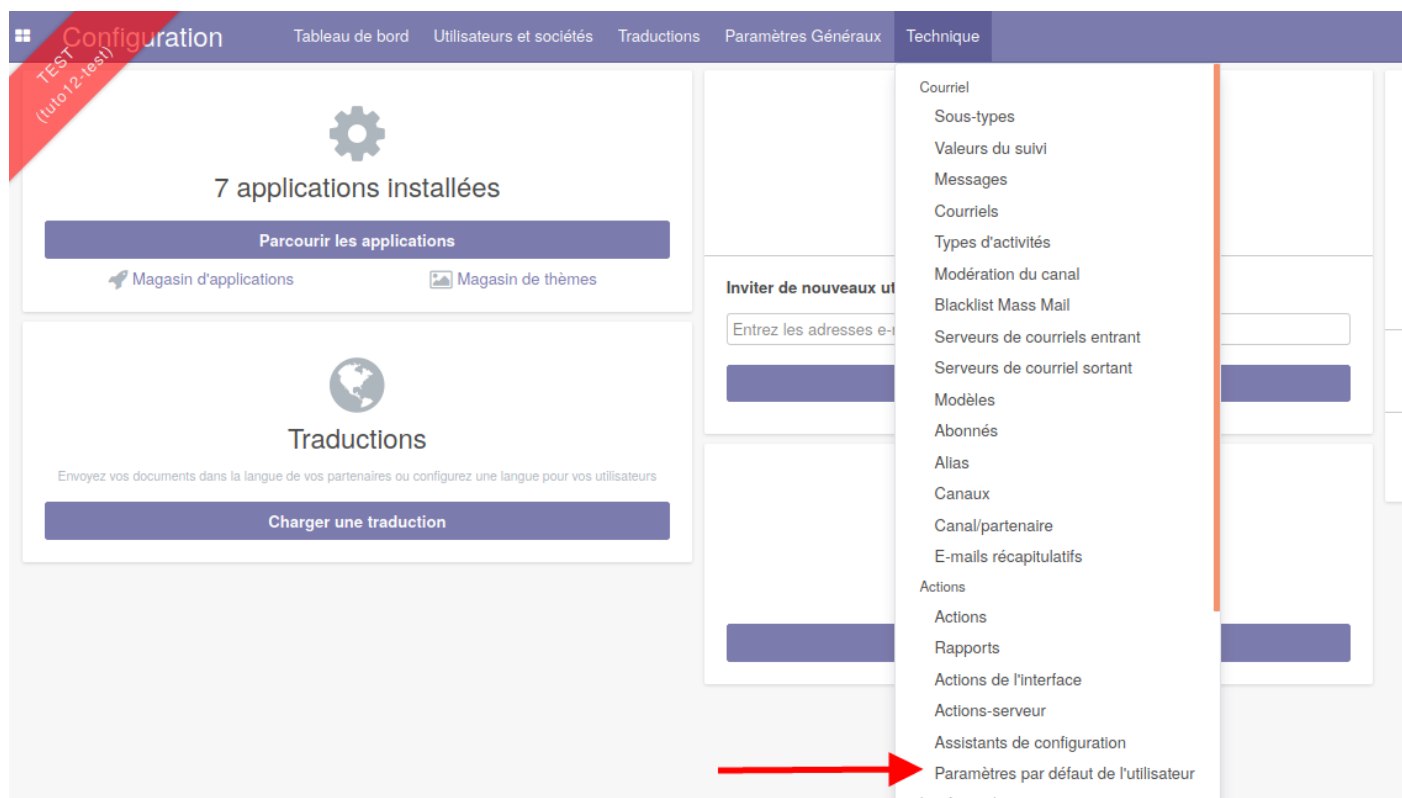 Configuration
Tableau de bord
Utilisateurs et sociétés
Traductions
Paramètres Généraux
Technique
TEST
(tuto12-test)
7 applications installées
Parcourir les applications
Magasin d'applications
Magasin de thèmes
Traductions
Envoyez vos documents dans la langue de vos partenaires ou configurez une langue pour vos utilisateurs
Charger une traduction
Inviter de nouveaux
Entrez les adresses
Courriel
Sous-types
Valeurs du suivi
Messages
Courriels
Types d'activités
Modération du canal
Blacklist Mass Mail
Serveurs de courriels entrant
Serveurs de courriel sortant
Modèles
Abonnés
Alias
Canaux
Canal/partenaire
E-mails récapitulatifs
Actions
Actions
Rapports
Actions de l'interface
Actions-serveur
Assistants de configuration
Paramètres par défaut de l'utilisateur